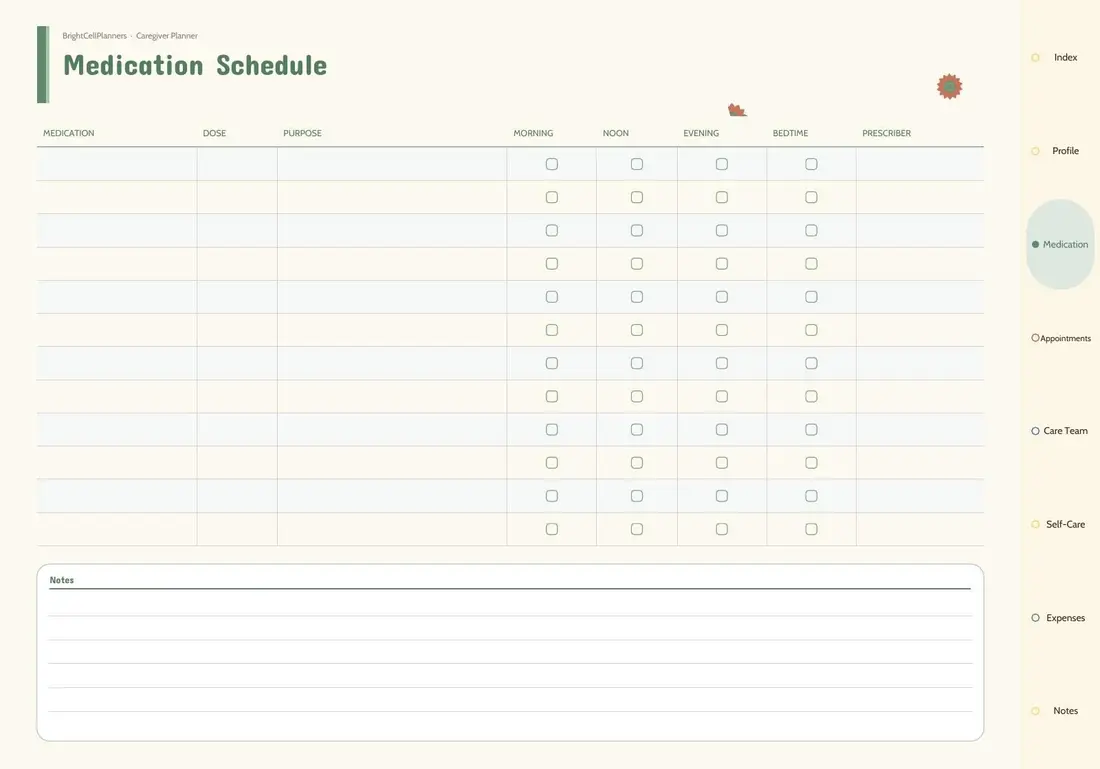 BrightCellPlanners · Caregiver Planner
Medication Schedule
MEDICATION DOSE PURPOSE MORNING NOON EVENING BEDTIME PRESCRIBER
Notes
Index
Profile
Medication
Appointments
Care Team
Self-Care
Expenses
Notes